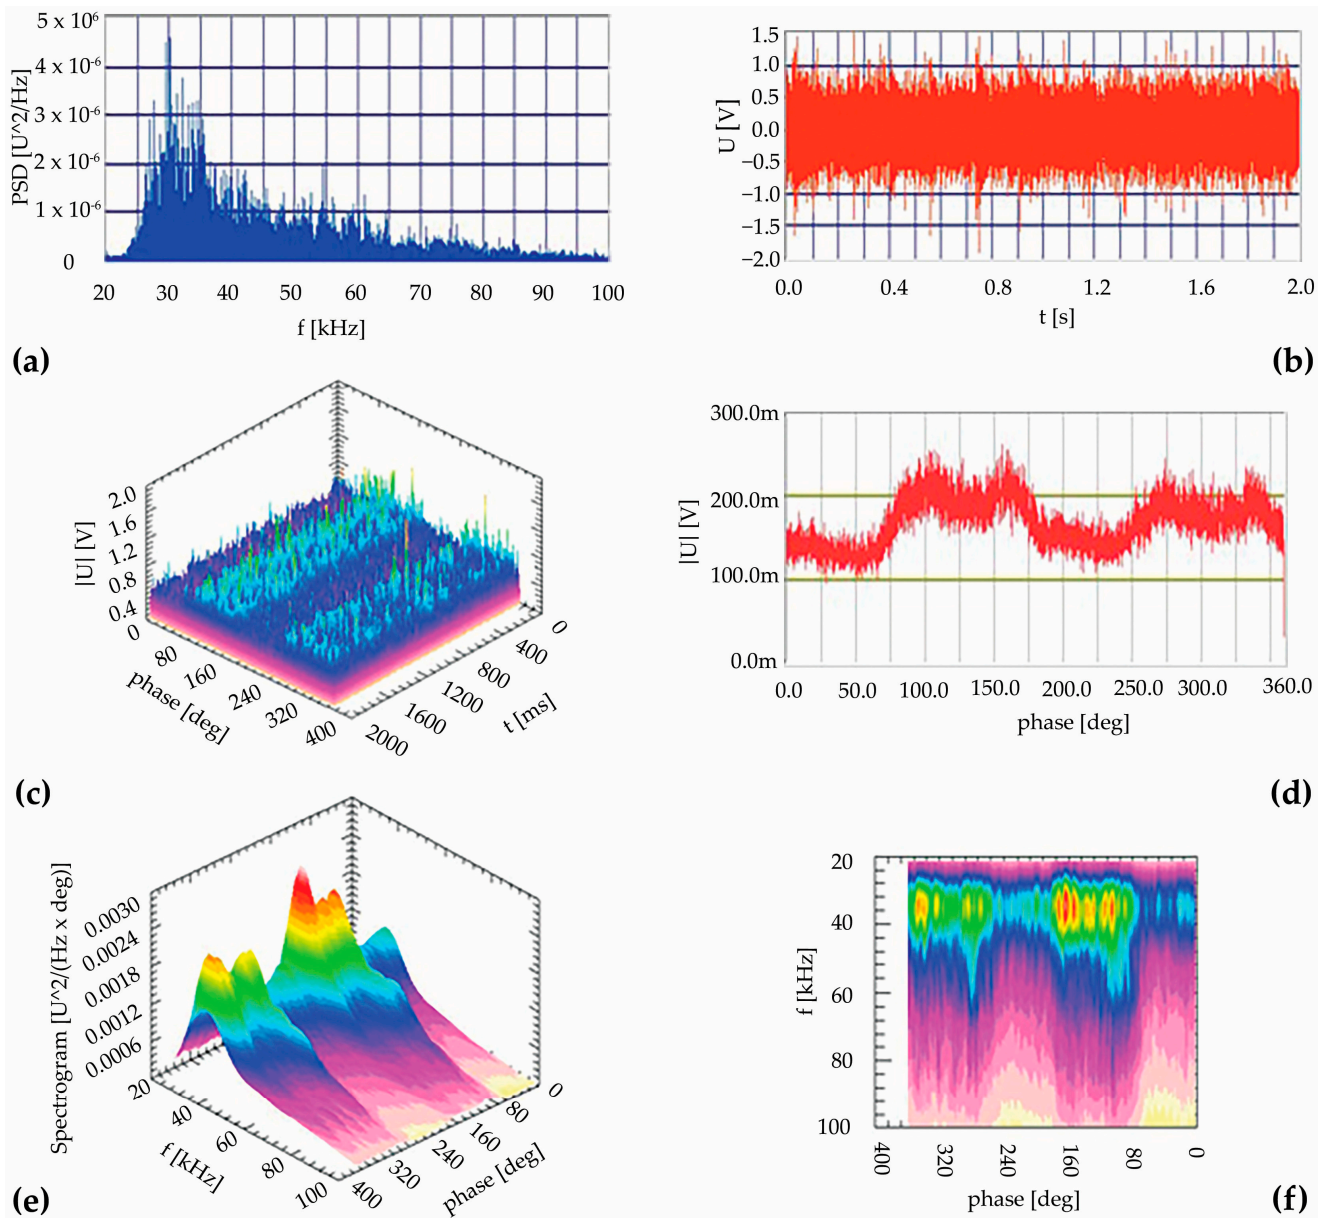 5 x 10⁶
4 x 10⁻⁶
3 x 10⁻⁶
2 x 10⁻⁶
1 x 10⁻⁶
0
PSD [U^2/Hz]
20 30 40 50 60 70 80 90 100
f [kHz]
(a)
1.5
1.0
0.5
0.0
−0.5
−1.0
−1.5
−2.0
U [V]
0.0 0.4 0.8 1.2 1.6 2.0
t [s]
(b)
2.0
1.6
1.2
0.8
0.4
0
|U| [V]
80 160 240 320 400
phase [deg]
0 400 800 1200 1600 2000
t [ms]
(c)
300.0m
200.0m
100.0m
0.0m
|U| [V]
0.0 50.0 100.0 150.0 200.0 250.0 300.0 360.0
phase [deg]
(d)
0.0030
0.0024
0.0018
0.0012
0.0006
Spectrogram [U^2/(Hz x deg)]
20 40 60 80 100
f [kHz]
0 80 160 240 320 400
phase [deg]
(e)
20
40
60
80
100
f [kHz]
400 320 240 160 80 0
phase [deg]
(f)